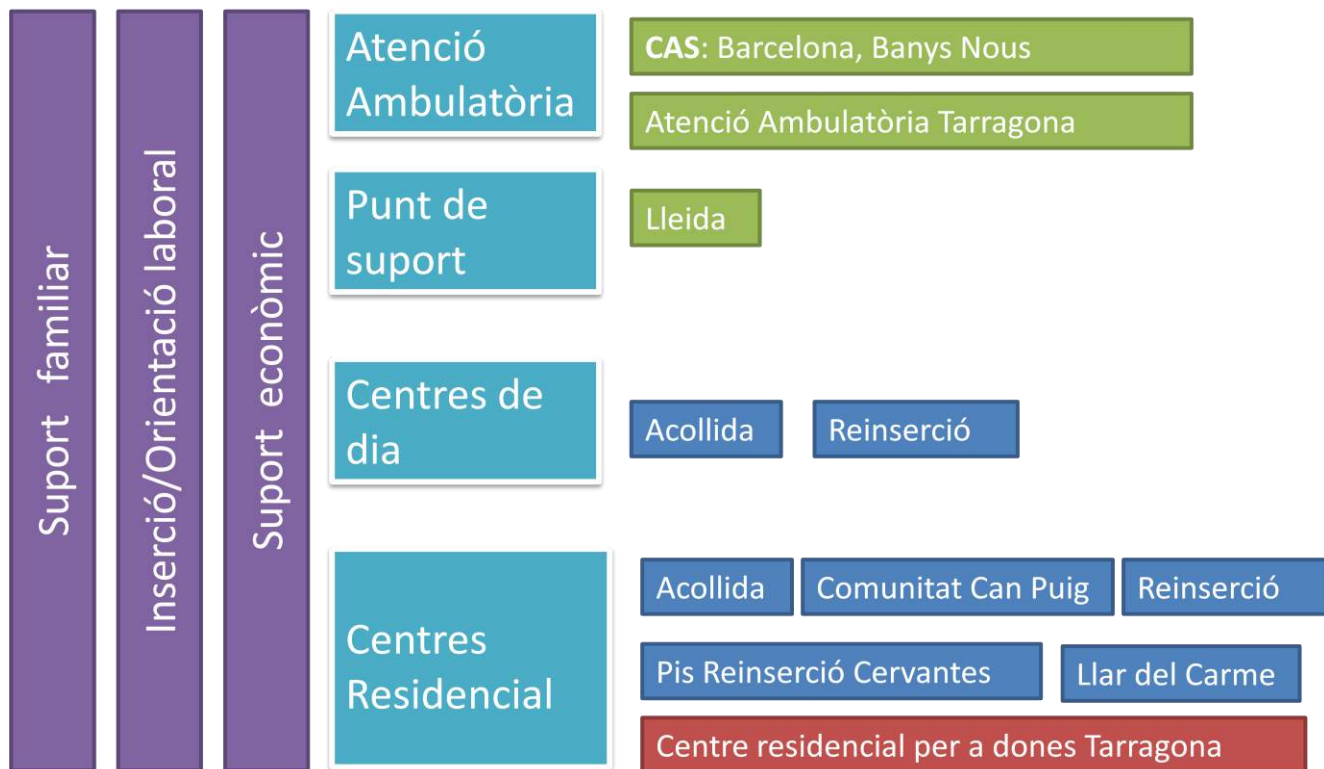 Suport familiar
Inserció/Orientació laboral
Suport econòmic
Atenció
Ambulatòria
CAS: Barcelona, Banys Nous
Atenció Ambulatòria Tarragona
Punt de
suport
Lleida
Centres de
dia
Acollida
Reinserció
Centres
Residencial
Acollida
Comunitat Can Puig
Reinserció
Pis Reinserció Cervantes
Llar del Carme
Centre residencial per a dones Tarragona